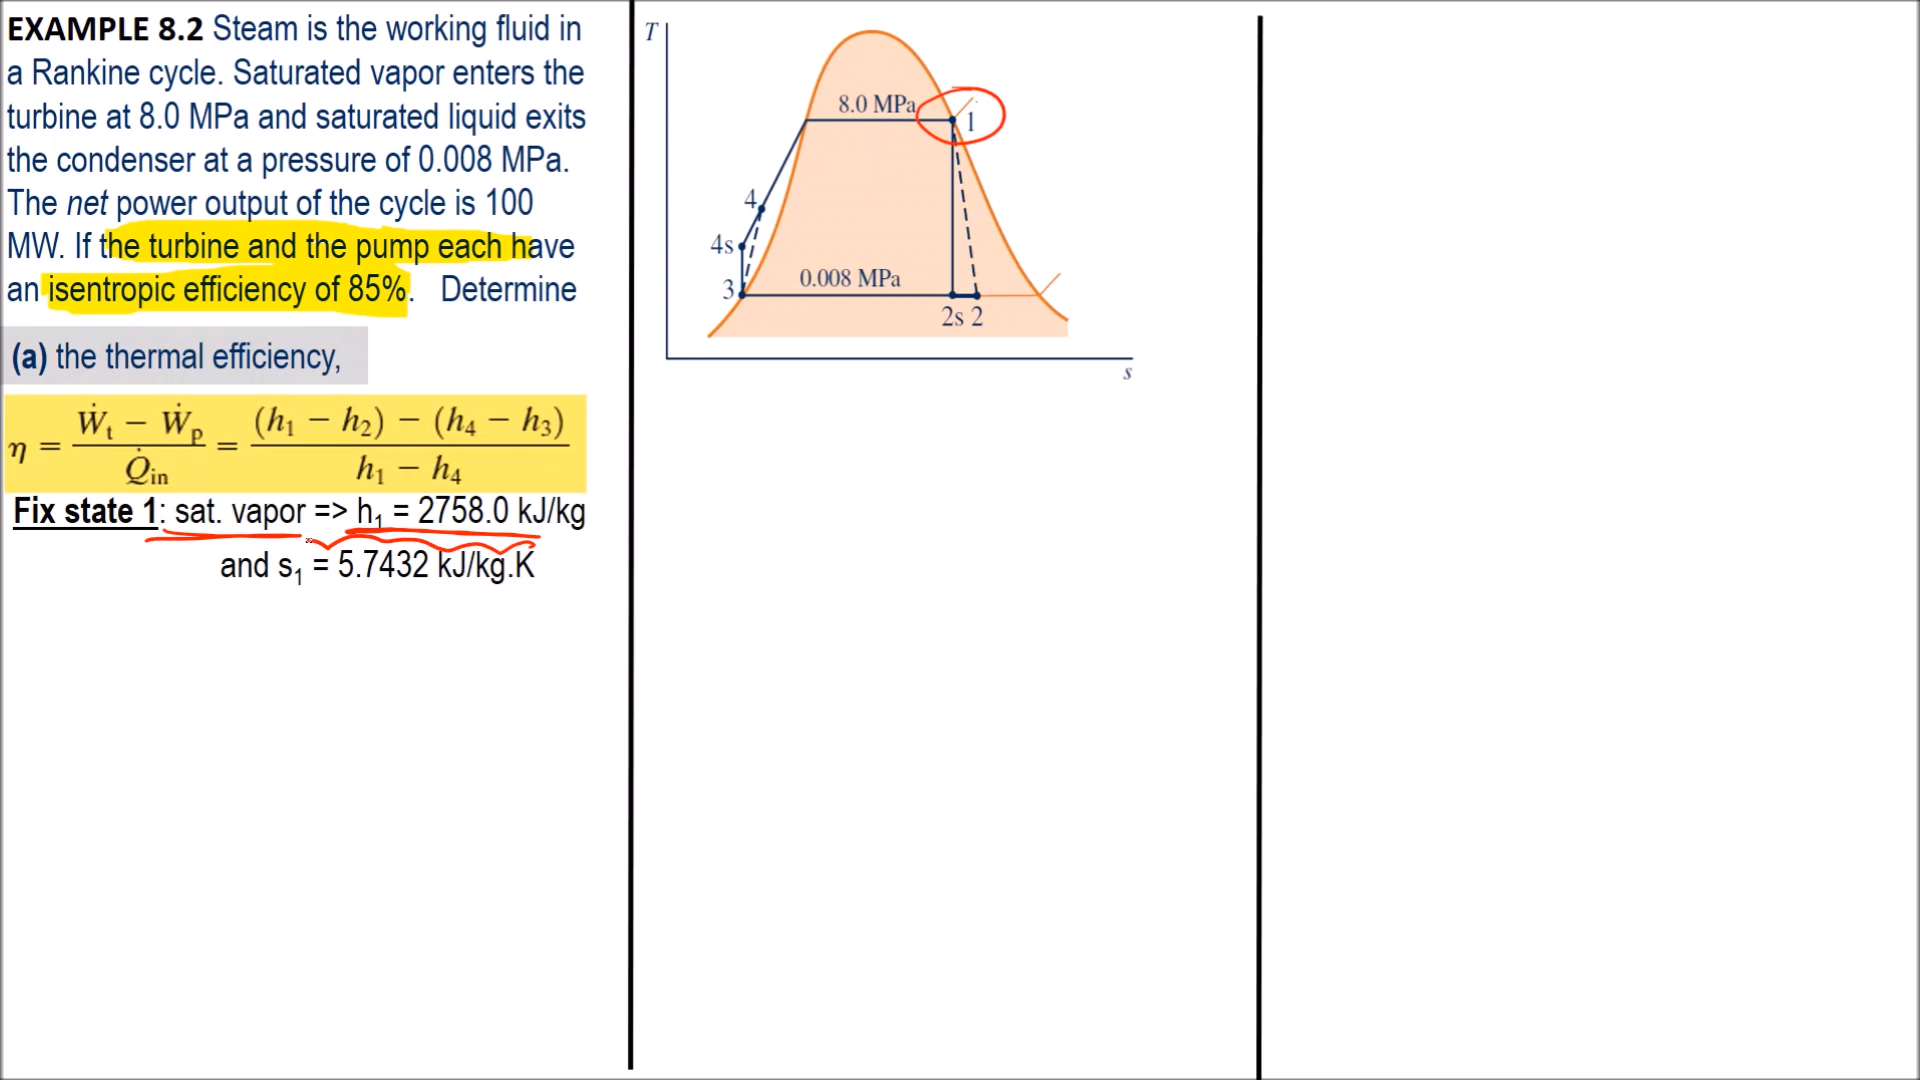 EXAMPLE 8.2 Steam is the working fluid in
a Rankine cycle. Saturated vapor enters the
turbine at 8.0 MPa and saturated liquid exits
the condenser at a pressure of 0.008 MPa.
The net power output of the cycle is 100
MW. If the turbine and the pump each have
an isentropic efficiency of 85%. Determine
(a) the thermal efficiency,
η = (Ẇt − Ẇp) / Q̇in = ((h1 − h2) − (h4 − h3)) / (h1 − h4)
Fix state 1: sat. vapor => h1 = 2758.0 kJ/kg
and s1 = 5.7432 kJ/kg.K
T
8.0 MPa
1
4
4s
0.008 MPa
3
2s 2
s